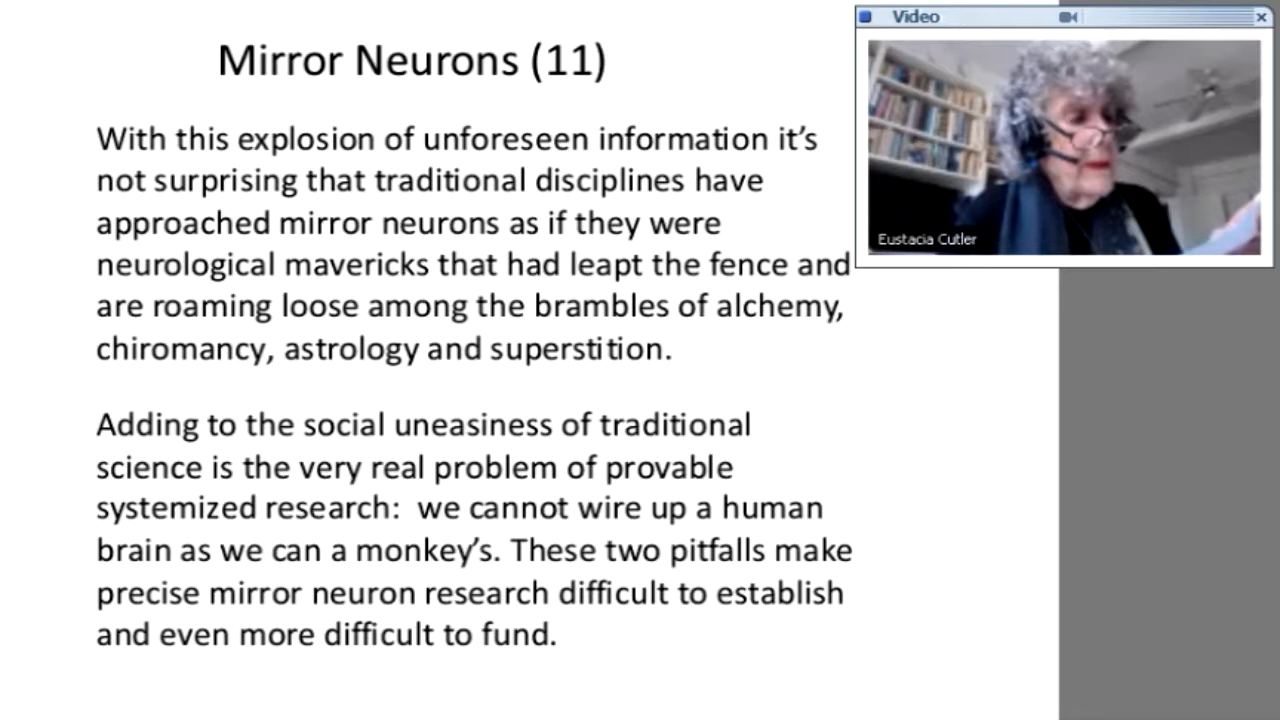 Mirror Neurons (11)
Video
Eustacia Cutler
With this explosion of unforeseen information it’s
not surprising that traditional disciplines have
approached mirror neurons as if they were
neurological mavericks that had leapt the fence and
are roaming loose among the brambles of alchemy,
chiromancy, astrology and superstition.
Adding to the social uneasiness of traditional
science is the very real problem of provable
systemized research:  we cannot wire up a human
brain as we can a monkey’s. These two pitfalls make
precise mirror neuron research difficult to establish
and even more difficult to fund.